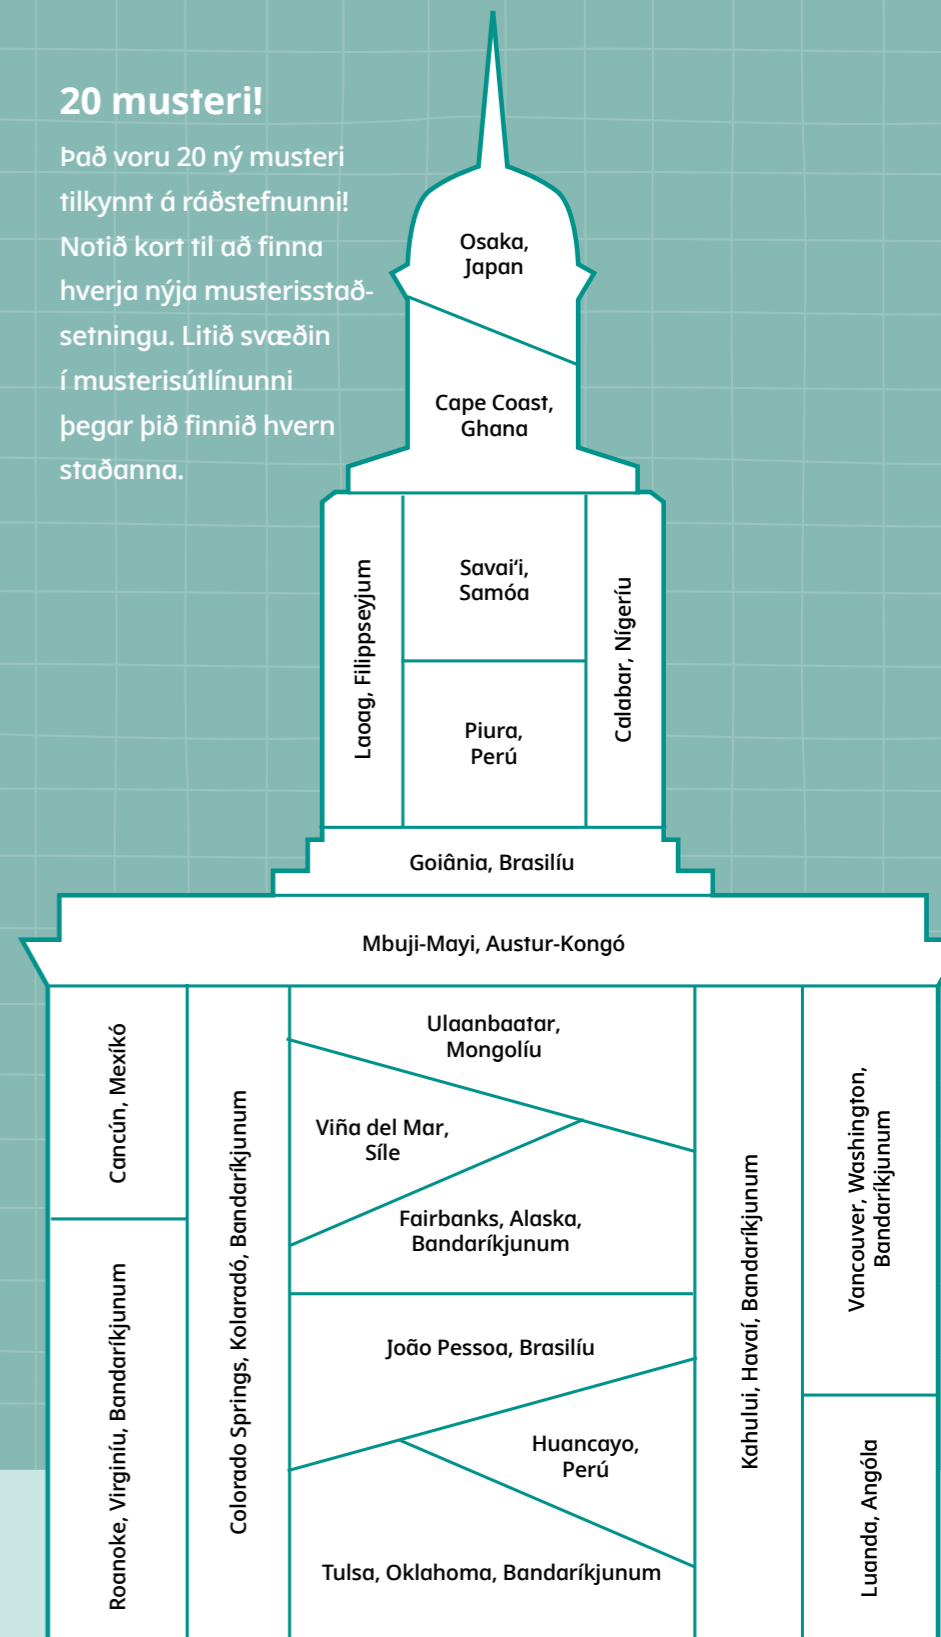 20 musteri!
Það voru 20 ný musteri
tilkynnt á ráðstefnunni!
Notið kort til að finna
hverja nýja musterisstað-
setningu. Litið svæðin
í musterisútlínunni
þegar þið finnið hvern
staðanna.
Osaka,
Japan
Cape Coast,
Ghana
Laoag, Filippseyjum
Savai‘i,
Samóa
Calabar, Nígeríu
Piura,
Perú
Goiânia, Brasilíu
Mbuji-Mayi, Austur-Kongó
Cancún, Mexíkó
Roanoke, Virginíu, Bandaríkjunum
Colorado Springs, Kolaradó, Bandaríkjunum
Ulaanbaatar,
Mongolíu
Viña del Mar,
Síle
Fairbanks, Alaska,
Bandaríkjunum
João Pessoa, Brasilíu
Huancayo,
Perú
Tulsa, Oklahoma, Bandaríkjunum
Kahului, Havaí, Bandaríkjunum
Vancouver, Washington,
Bandaríkjunum
Luanda, Angóla